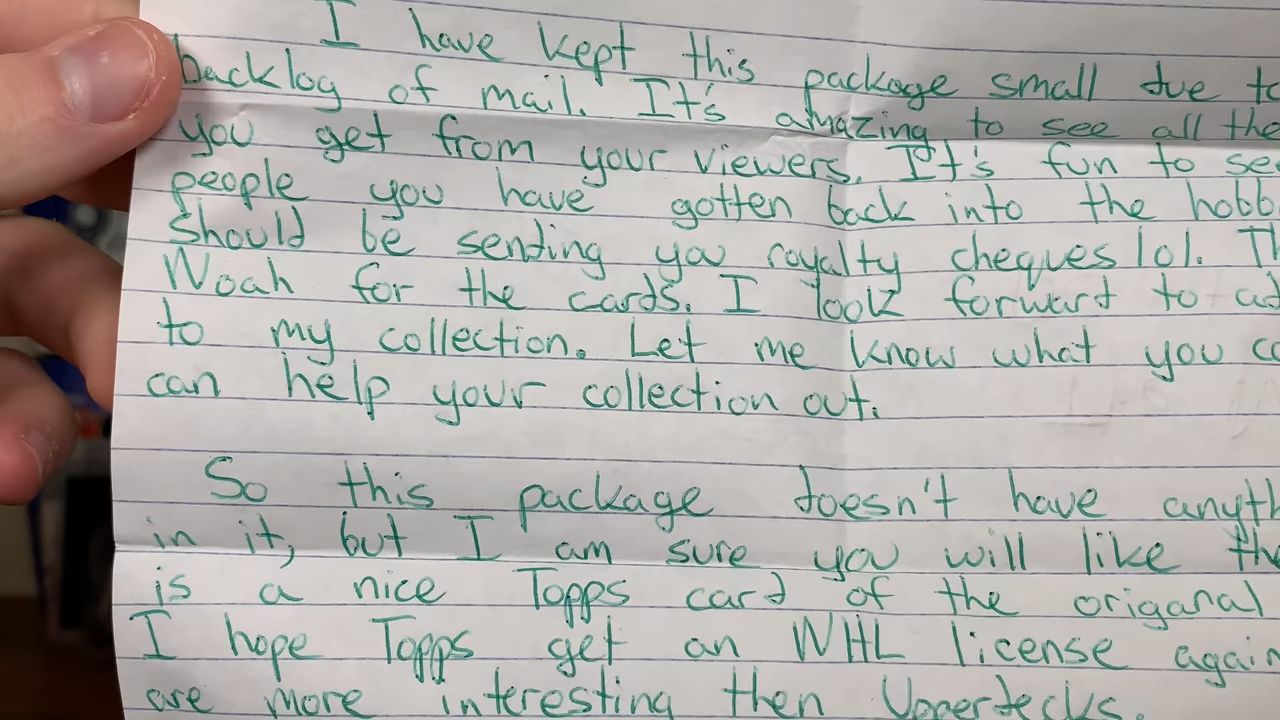 I have kept this package small due to
backlog of mail. It's amazing to see all the
you get from your viewers. It's fun to see
people you have gotten back into the hobb
should be sending you royalty cheques lol. Th
Noah for the cards. I look forward to ad
to my collection. Let me know what you co
can help your collection out.
So this package doesn't have anyth
in it, but I am sure you will like the
is a nice Topps card of the origanal
I hope Topps get an WHL license again
are more interesting then Upperdecks.